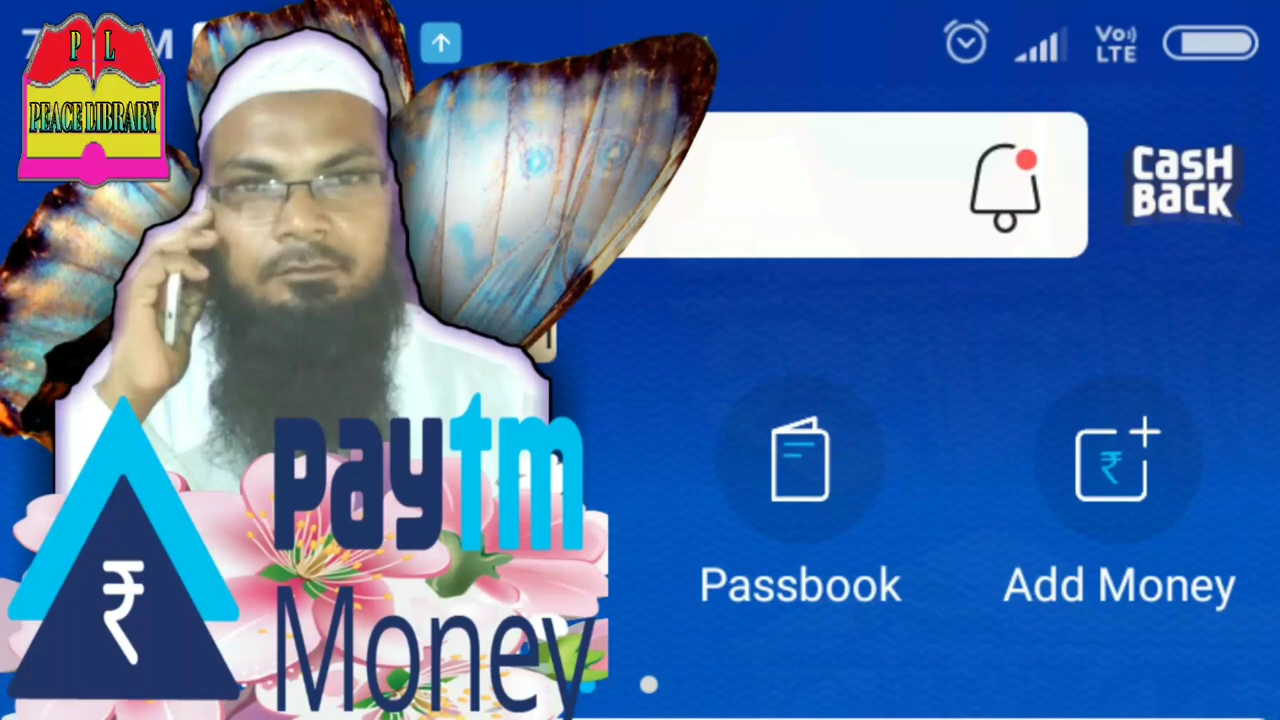 P L
PEACE LIBRARY
Vo))
LTE
CASH
BACK
₹
Passbook
Add Money
paytm
₹
Money